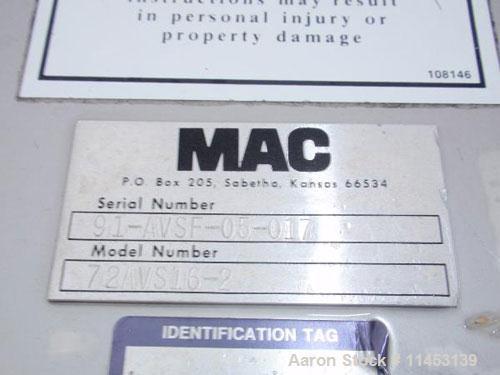 instructions may result
in personal injury or
property damage
108146
MAC
P.O. Box 205, Sabetha, Kansas 66534
Serial Number
91-AVSF-05-017
Model Number
72AVS16-2
IDENTIFICATION TAG
Aaron Stock # 11453139